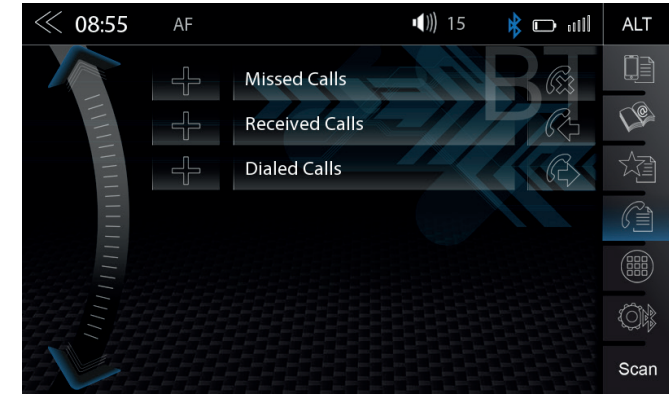 08:55 AF 15 ALT
BT
Missed Calls
Received Calls
Dialed Calls
Scan